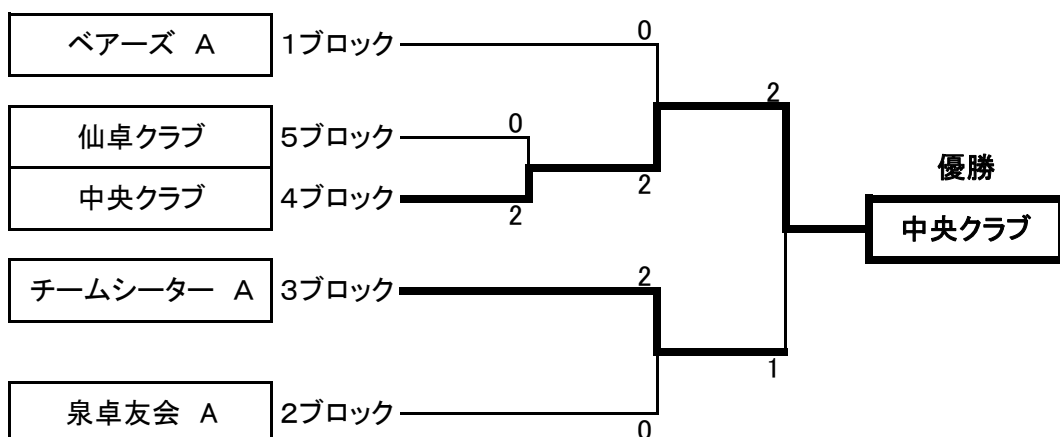 ベアーズ　A　1ブロック　0
2
仙卓クラブ　5ブロック　0
優勝
中央クラブ　4ブロック　2　2
中央クラブ
チームシーター　A　3ブロック　2
1
泉卓友会　A　2ブロック　0